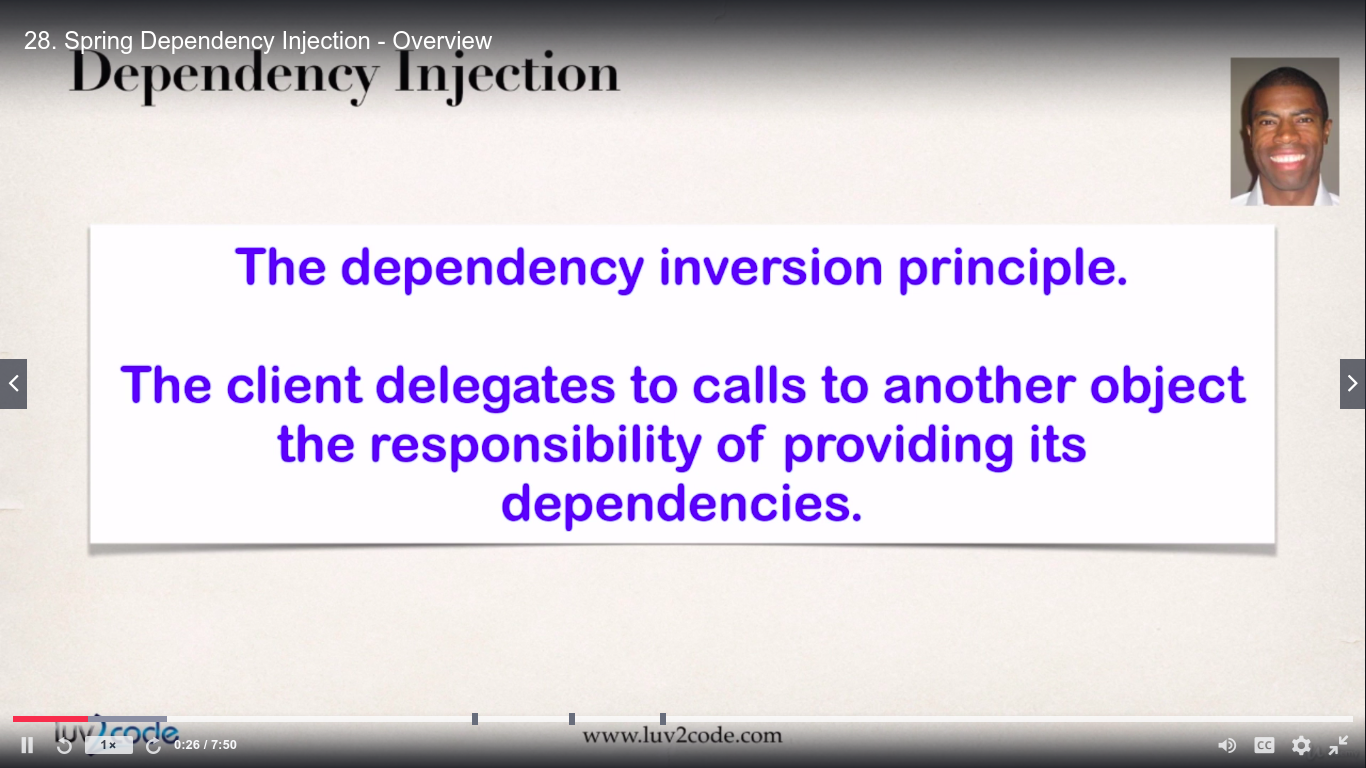 28. Spring Dependency Injection - Overview
Dependency Injection
The dependency inversion principle.
The client delegates to calls to another object
the responsibility of providing its
dependencies.
luv2code
www.luv2code.com
1×
0:26 / 7:50
CC